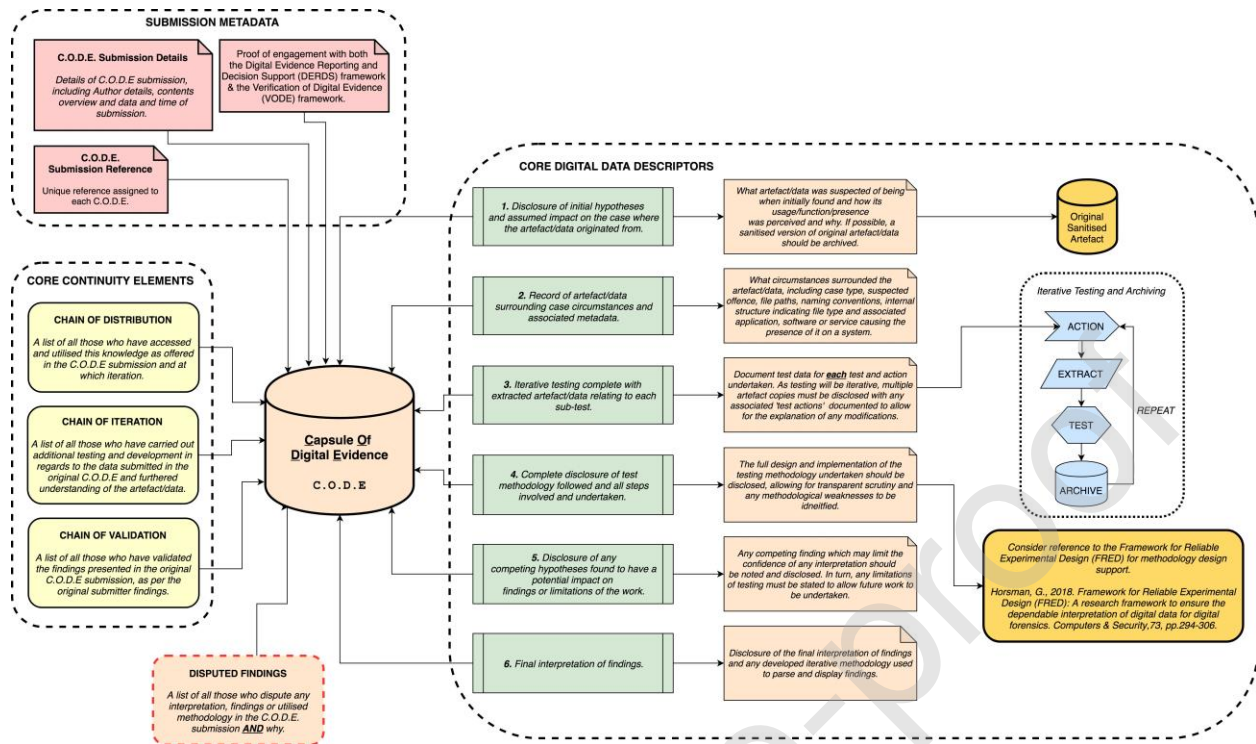 SUBMISSION METADATA
C.O.D.E. Submission Details
Details of C.O.D.E submission,
including Author details, contents
overview and data and time of
submission.
Proof of engagement with both
the Digital Evidence Reporting and
Decision Support (DERDS) framework
& the Verification of Digital Evidence
(VODE) framework.
C.O.D.E.
Submission Reference
Unique reference assigned to
each C.O.D.E.
CORE CONTINUITY ELEMENTS
CHAIN OF DISTRIBUTION
A list of all those who have accessed
and utilised this knowledge as offered
in the C.O.D.E submission and at
which iteration.
CHAIN OF ITERATION
A list of all those who have carried out
additional testing and development in
regards to the data submitted in the
original C.O.D.E and furthered
understanding of the artefact/data.
CHAIN OF VALIDATION
A list of all those who have validated
the findings presented in the original
C.O.D.E submission, as per the
original submitter findings.
DISPUTED FINDINGS
A list of all those who dispute any
interpretation, findings or utilised
methodology in the C.O.D.E.
submission AND why.
Capsule Of
Digital Evidence
C.O.D.E
CORE DIGITAL DATA DESCRIPTORS
1. Disclosure of initial hypotheses
and assumed impact on the case where
the artefact/data originated from.
What artefact/data was suspected of being
when initially found and how its
usage/function/presence
was perceived and why. If possible, a
sanitised version of original artefact/data
should be archived.
Original
Sanitised
Artefact
2. Record of artefact/data
surrounding case circumstances and
associated metadata.
What circumstances surrounded the
artefact/data, including case type, suspected
offence, file paths, naming conventions, internal
structure indicating file type and associated
application, software or service causing the
presence of it on a system.
3. Iterative testing complete with
extracted artefact/data relating to each
sub-test.
Document test data for each test and action
undertaken. As testing will be iterative, multiple
artefact copies must be disclosed with any
associated 'test actions' documented to allow
for the explanation of any modifications.
Iterative Testing and Archiving
ACTION
EXTRACT
TEST
ARCHIVE
REPEAT
4. Complete disclosure of test
methodology followed and all steps
involved and undertaken.
The full design and implementation of the
testing methodology undertaken should be
disclosed, allowing for transparent scrutiny and
any methodological weaknesses to be
idneitfied.
Consider reference to the Framework for Reliable
Experimental Design (FRED) for methodology design
support.
Horsman, G., 2018. Framework for Reliable Experimental
Design (FRED): A research framework to ensure the
dependable interpretation of digital data for digital
forensics. Computers & Security,73, pp.294-306.
5. Disclosure of any
competing hypotheses found to have a
potential impact on
findings or limitations of the work.
Any competing finding which may limit the
confidence of any interpretation should
be noted and disclosed. In turn, any limitations
of testing must be stated to allow future work to
be undertaken.
6. Final interpretation of findings.
Disclosure of the final interpretation of findings
and any developed iterative methodology used
to parse and display findings.
e-proof